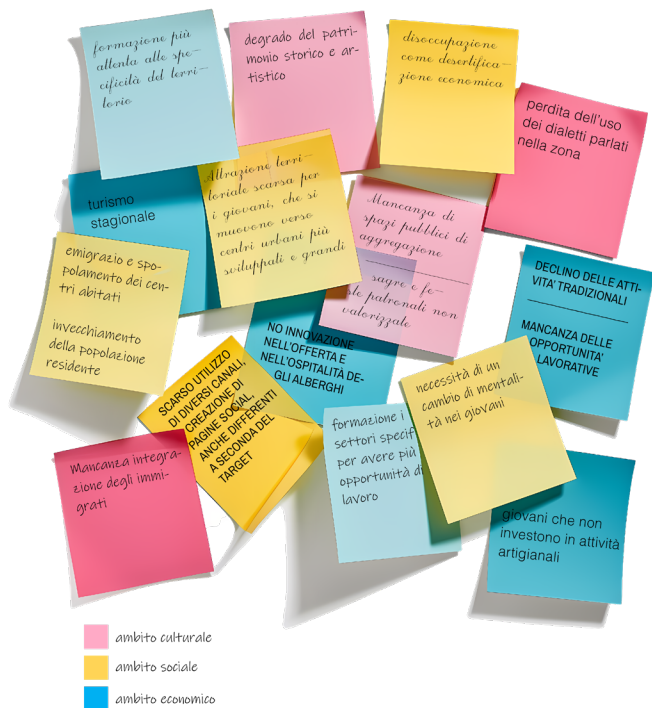 formazione più
attenta alle spe-
cificità del terri-
torio
degrado del patri-
monio storico e ar-
tistico
disoccupazione
come desertifica-
zione economica
perdita dell'uso
dei dialetti parlati
nella zona
turismo
stagionale
Attrazione terri-
toriale scarsa per
i giovani, che si
muovono verso
centri urbani più
sviluppati e grandi
Mancanza di
spazi pubblici di
aggregazione
sagre e fe-
ste patronali non
valorizzate
emigrazio e spo-
polamento dei cen-
tri abitati
invecchiamento
della popolazione
residente
DECLINO DELLE ATTI-
VITA' TRADIZIONALI
MANCANZA DELLE
OPPORTUNITA'
LAVORATIVE
NO INNOVAZIONE
NELL'OFFERTA E
NELL'OSPITALITÀ DE-
GLI ALBERGHI
SCARSO UTILIZZO
DI DIVERSI CANALI,
CREAZIONE DI
PAGINE SOCIAL
ANCHE DIFFERENTI
A SECONDA DEL
TARGET
necessità di un
cambio di mentali-
tà nei giovani
formazione i
settori specif
per avere più
opportunità di
lavoro
Mancanza integra-
zione degli immi-
grati
giovani che non
investono in attività
artigianali
ambito culturale
ambito sociale
ambito economico